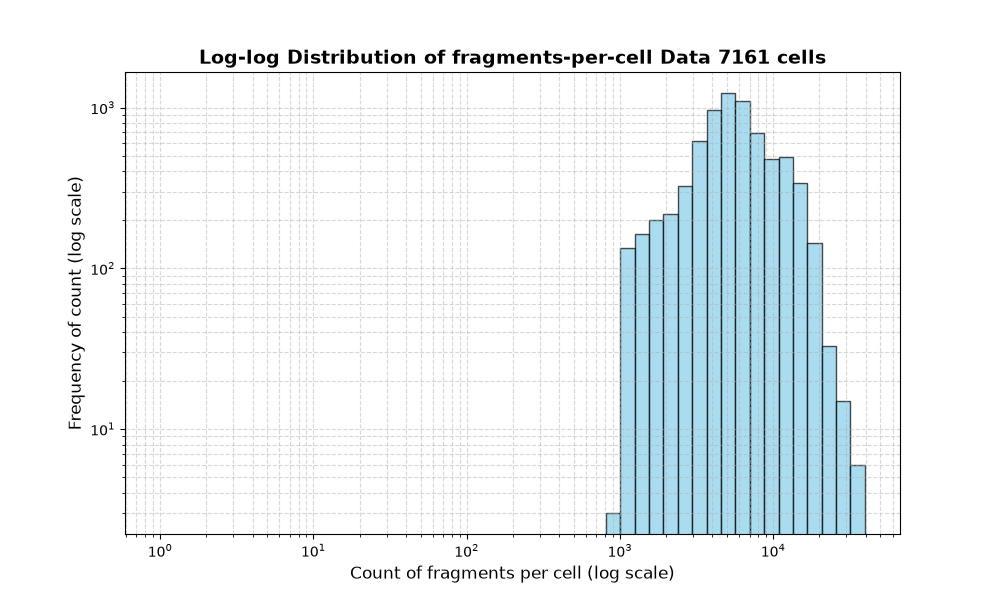 Log-log Distribution of fragments-per-cell Data 7161 cells
Frequency of count (log scale)
10³
10²
10¹
10⁰ 10¹ 10² 10³ 10⁴
Count of fragments per cell (log scale)